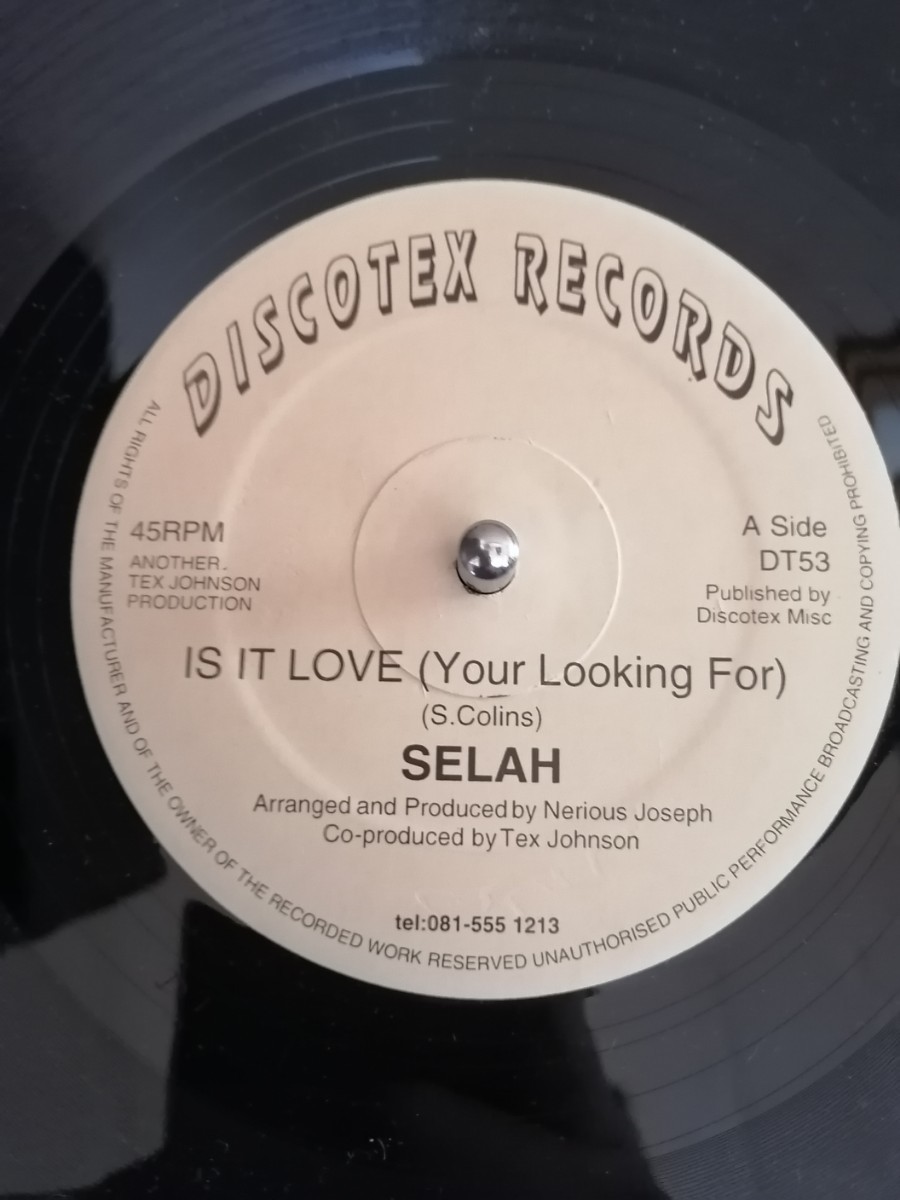 DISCOTEX RECORDS
45RPM
ANOTHER.
TEX JOHNSON
PRODUCTION
A Side
DT53
Published by
Discotex Misc
IS IT LOVE (Your Looking For)
(S.Colins)
SELAH
Arranged and Produced by Nerious Joseph
Co-produced by Tex Johnson
tel:081-555 1213
ALL RIGHTS OF THE MANUFACTURER AND OF THE OWNER OF THE RECORDED WORK RESERVED UNAUTHORISED PUBLIC PERFORMANCE BROADCASTING AND COPYING PROHIBITED